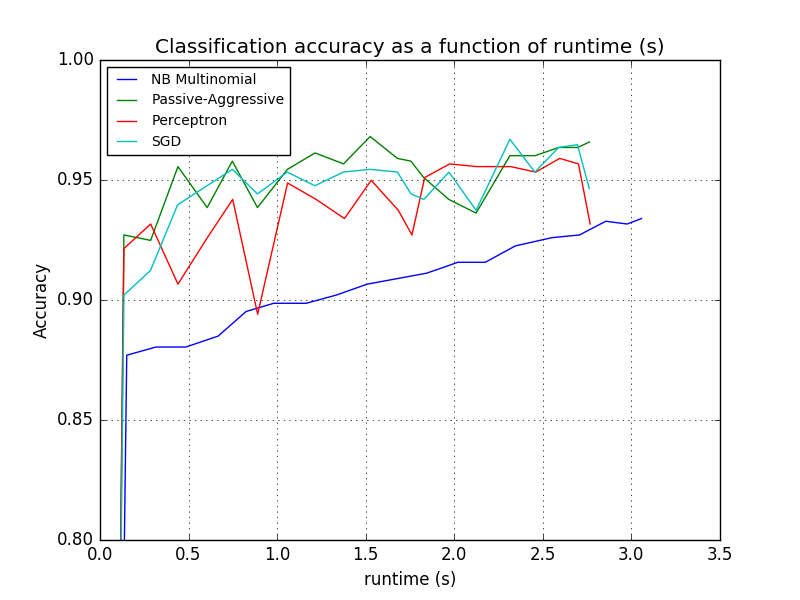 Classification accuracy as a function of runtime (s)
1.00
NB Multinomial
Passive-Aggressive
Perceptron
SGD
0.95
0.90
0.85
0.80
Accuracy
0.0 0.5 1.0 1.5 2.0 2.5 3.0 3.5
runtime (s)